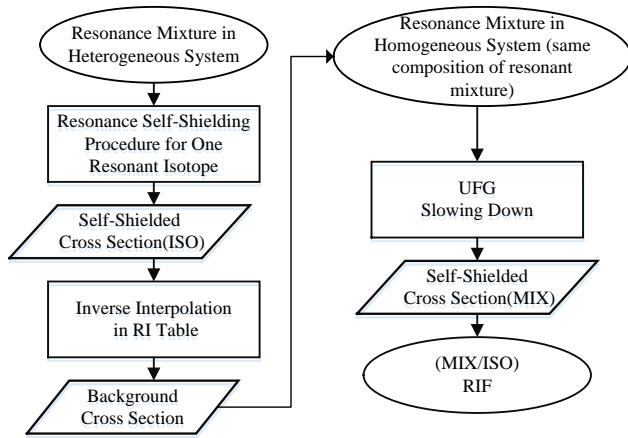 Resonance Mixture in
Heterogeneous System
Resonance Self-Shielding
Procedure for One
Resonant Isotope
Self-Shielded
Cross Section(ISO)
Inverse Interpolation
in RI Table
Background
Cross Section
Resonance Mixture in
Homogeneous System (same
composition of resonant
mixture)
UFG
Slowing Down
Self-Shielded
Cross Section(MIX)
(MIX/ISO)
RIF